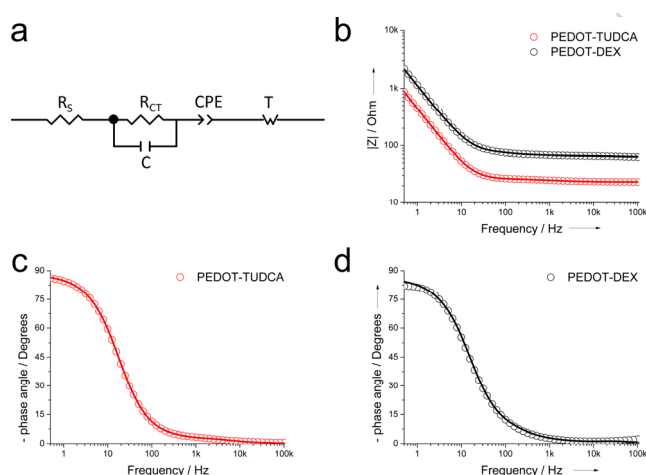 a
R_S
R_CT
CPE
T
C
b
PEDOT-TUDCA
PEDOT-DEX
|Z| / Ohm
10k
1k
100
10
1
10
100
1k
10k
100k
Frequency / Hz
c
PEDOT-TUDCA
- phase angle / Degrees
90
75
60
45
30
15
0
1
10
100
1k
10k
100k
Frequency / Hz
d
PEDOT-DEX
- phase angle / Degrees
90
75
60
45
30
15
0
1
10
100
1k
10k
100k
Frequency / Hz